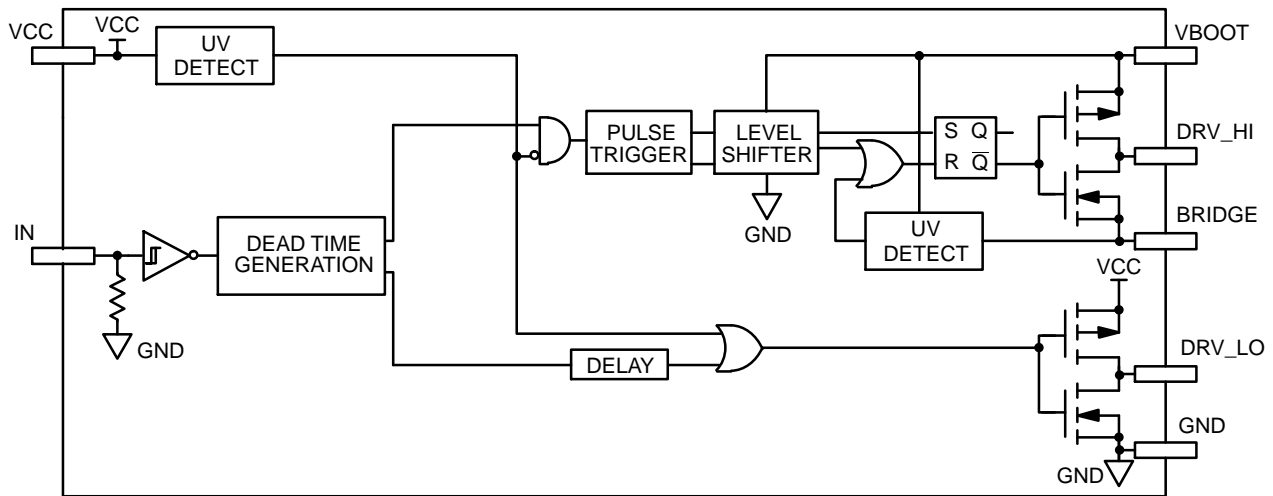 VCC
VCC
UV
DETECT
VBOOT
PULSE
TRIGGER
LEVEL
SHIFTER
S Q
R Q̅
DRV_HI
GND
IN
DEAD TIME
GENERATION
UV
DETECT
BRIDGE
VCC
GND
DELAY
DRV_LO
GND
GND